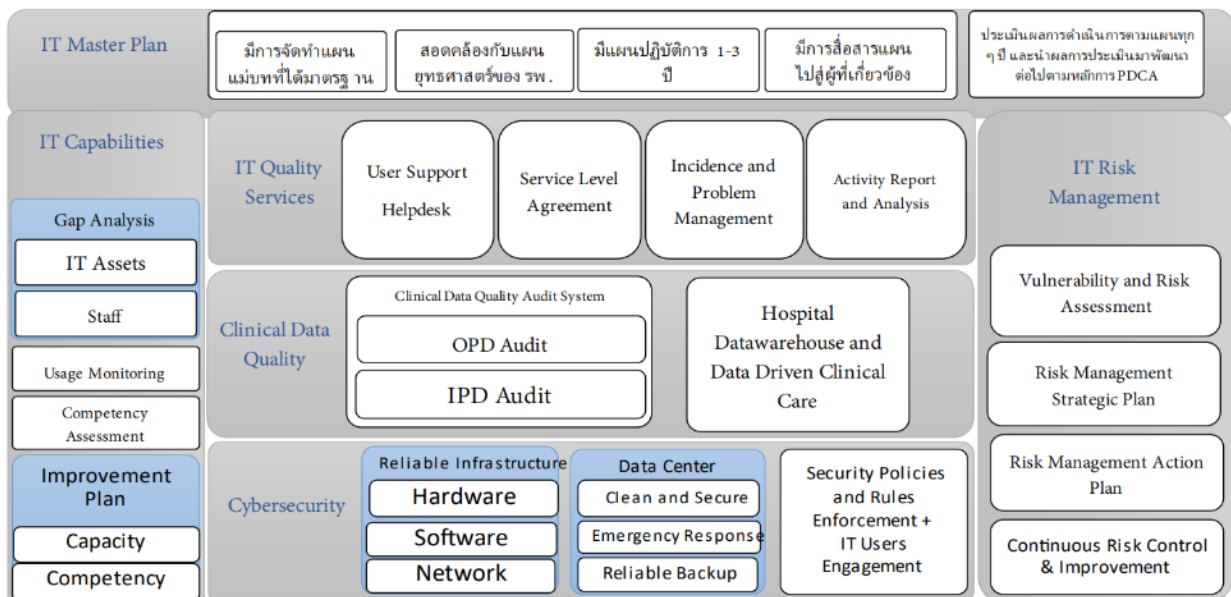 IT Master Plan
มีการจัดทำแผน
แม่บทที่ได้มาตรฐ าน
สอดคล้องกับแผน
ยุทธศาสตร์ของ รพ.
มีแผนปฏิบัติการ 1-3
ปี
มีการสื่อสารแผน
ไปสู่ผู้ที่เกี่ยวข้อง
ประเมินผลการดำเนินการตามแผนทุก
ๆ ปี และนำผลการประเมินมาพัฒนา
ต่อไปตามหลักการ PDCA
IT Capabilities
Gap Analysis
IT Assets
Staff
Usage Monitoring
Competency
Assessment
Improvement
Plan
Capacity
Competency
IT Quality
Services
User Support
Helpdesk
Service Level
Agreement
Incidence and
Problem
Management
Activity Report
and Analysis
Clinical Data
Quality
Clinical Data Quality Audit System
OPD Audit
IPD Audit
Hospital
Datawarehouse and
Data Driven Clinical
Care
Cybersecurity
Reliable Infrastructure
Hardware
Software
Network
Data Center
Clean and Secure
Emergency Response
Reliable Backup
Security Policies
and Rules
Enforcement +
IT Users
Engagement
IT Risk
Management
Vulnerability and Risk
Assessment
Risk Management
Strategic Plan
Risk Management Action
Plan
Continuous Risk Control
& Improvement